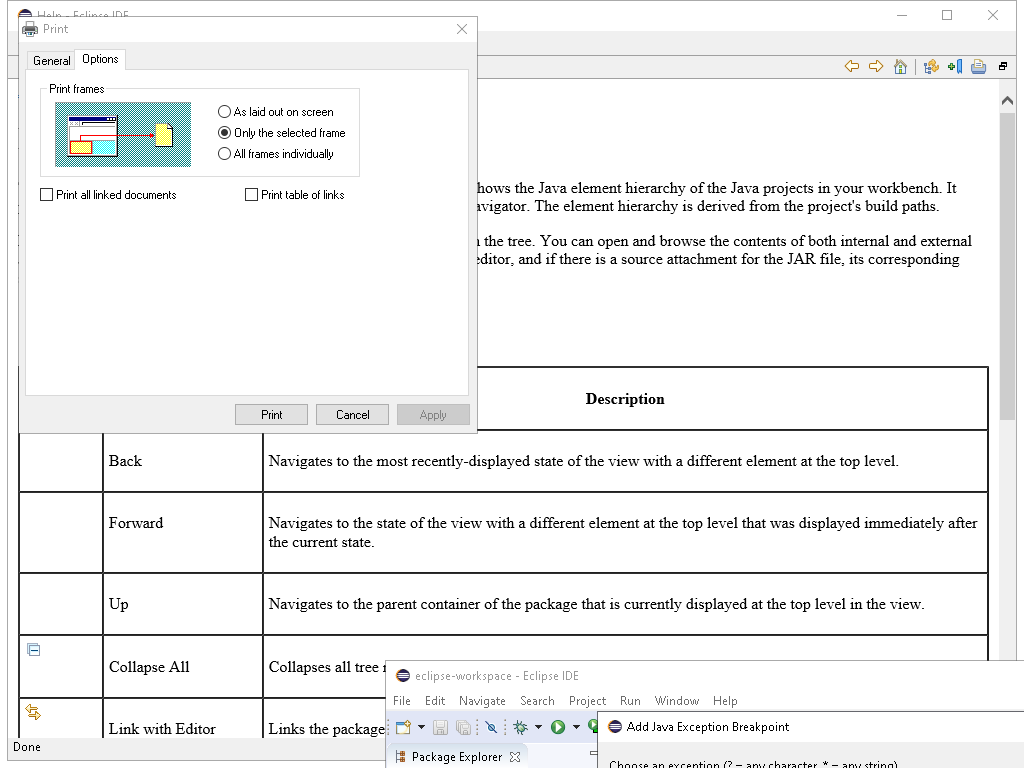 Help - Eclipse IDE
Print
General
Options
Print frames
As laid out on screen
Only the selected frame
All frames individually
Print all linked documents
Print table of links
Print
Cancel
Apply
hows the Java element hierarchy of the Java projects in your workbench. It
avigator. The element hierarchy is derived from the project's build paths.
the tree. You can open and browse the contents of both internal and external
editor, and if there is a source attachment for the JAR file, its corresponding
Description
Back
Navigates to the most recently-displayed state of the view with a different element at the top level.
Forward
Navigates to the state of the view with a different element at the top level that was displayed immediately after
the current state.
Up
Navigates to the parent container of the package that is currently displayed at the top level in the view.
Collapse All
Collapses all tree
Link with Editor
Links the package
Done
eclipse-workspace - Eclipse IDE
File Edit Navigate Search Project Run Window Help
Package Explorer
Add Java Exception Breakpoint
Choose an exception (? = any character, * = any string)